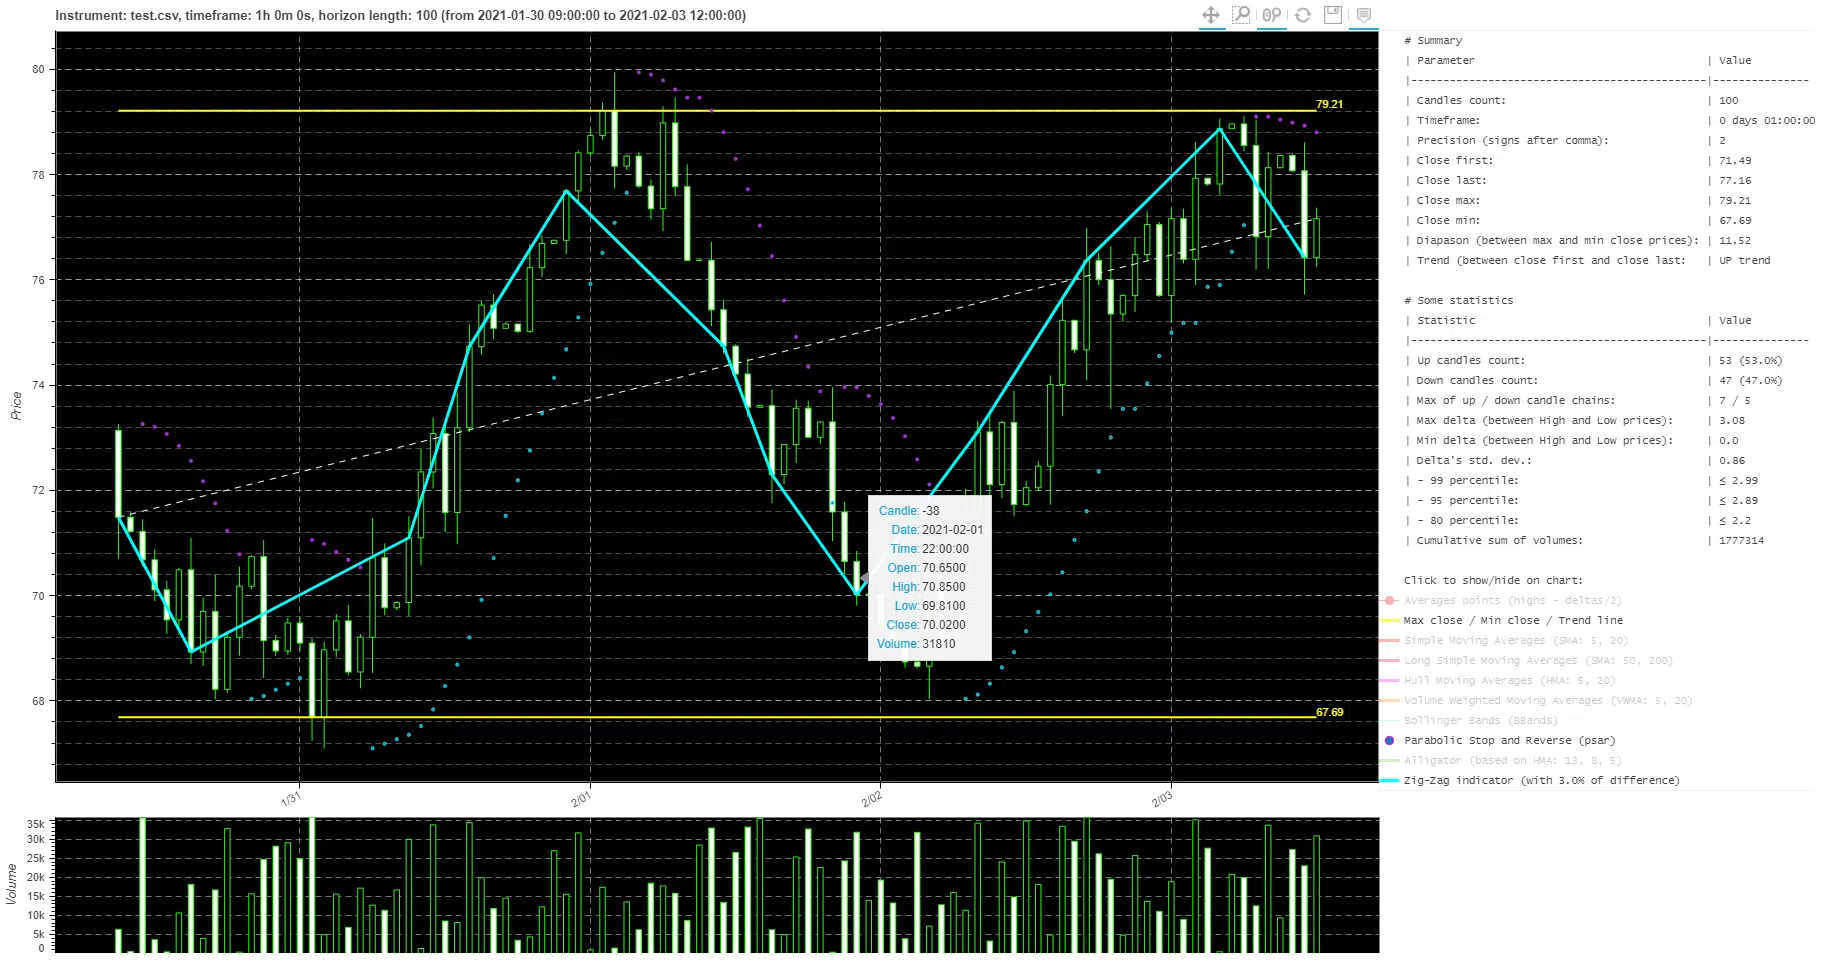 Instrument: test.csv, timeframe: 1h 0m 0s, horizon length: 100 (from 2021-01-30 09:00:00 to 2021-02-03 12:00:00)
80
78
76
74
72
70
68
Price
79.21
67.69
1/31
2/01
2/02
2/03
Candle: -38
Date: 2021-02-01
Time: 22:00:00
Open: 70.6500
High: 70.8500
Low: 69.8100
Close: 70.0200
Volume: 31810
35k
30k
25k
20k
15k
10k
5k
0
Volume
# Summary
| Parameter | Value
|----------------------------------------------|---------------
| Candles count: | 100
| Timeframe: | 0 days 01:00:00
| Precision (signs after comma): | 2
| Close first: | 71.49
| Close last: | 77.16
| Close max: | 79.21
| Close min: | 67.69
| Diapason (between max and min close prices): | 11.52
| Trend (between close first and close last: | UP trend
# Some statistics
| Statistic | Value
|----------------------------------------------|---------------
| Up candles count: | 53 (53.0%)
| Down candles count: | 47 (47.0%)
| Max of up / down candle chains: | 7 / 5
| Max delta (between High and Low prices): | 3.08
| Min delta (between High and Low prices): | 0.0
| Delta's std. dev.: | 0.86
| - 99 percentile: | ≤ 2.99
| - 95 percentile: | ≤ 2.89
| - 80 percentile: | ≤ 2.2
| Cumulative sum of volumes: | 1777314
Click to show/hide on chart:
Averages points (highs - deltas/2)
Max close / Min close / Trend line
Simple Moving Averages (SMA: 5, 20)
Long Simple Moving Averages (SMA: 50, 200)
Hull Moving Averages (HMA: 5, 20)
Volume Weighted Moving Averages (VWMA: 5, 20)
Bollinger Bands (BBands)
Parabolic Stop and Reverse (psar)
Alligator (based on HMA: 13, 8, 5)
Zig-Zag indicator (with 3.0% of difference)